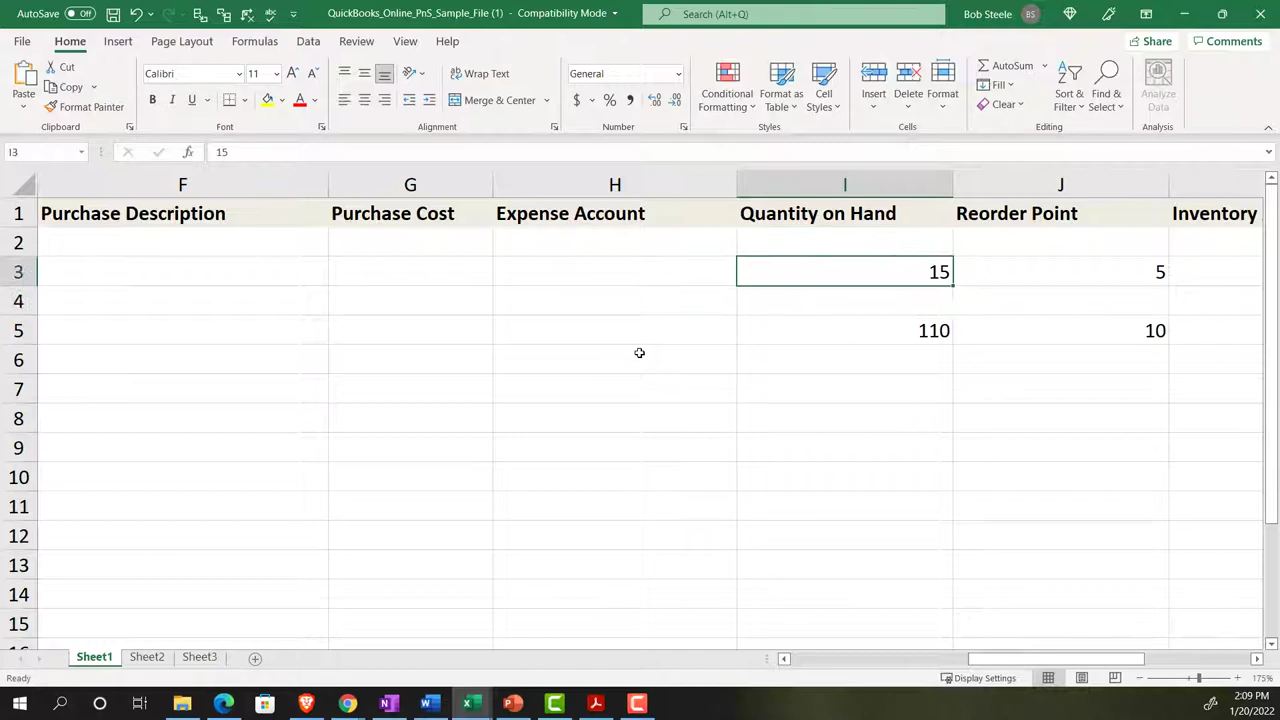 AutoSave Off QuickBooks_Online_PnS_Sample_File (1) - Compatibility Mode Search (Alt+Q) Bob Steele BS
File Home Insert Page Layout Formulas Data Review View Help Share Comments
Paste Cut Copy Format Painter Calibri 11 Wrap Text Merge & Center General Conditional Formatting Format as Table Cell Styles Insert Delete Format AutoSum Fill Clear Sort & Filter Find & Select Analyze Data
Clipboard Font Alignment Number Styles Cells Editing Analysis
I3 fx 15
F G H I J
1 Purchase Description Purchase Cost Expense Account Quantity on Hand Reorder Point Inventory
2
3 15 5
4
5 110 10
6
7
8
9
10
11
12
13
14
15
Sheet1 Sheet2 Sheet3
Ready Display Settings 175%
2:09 PM
1/20/2022